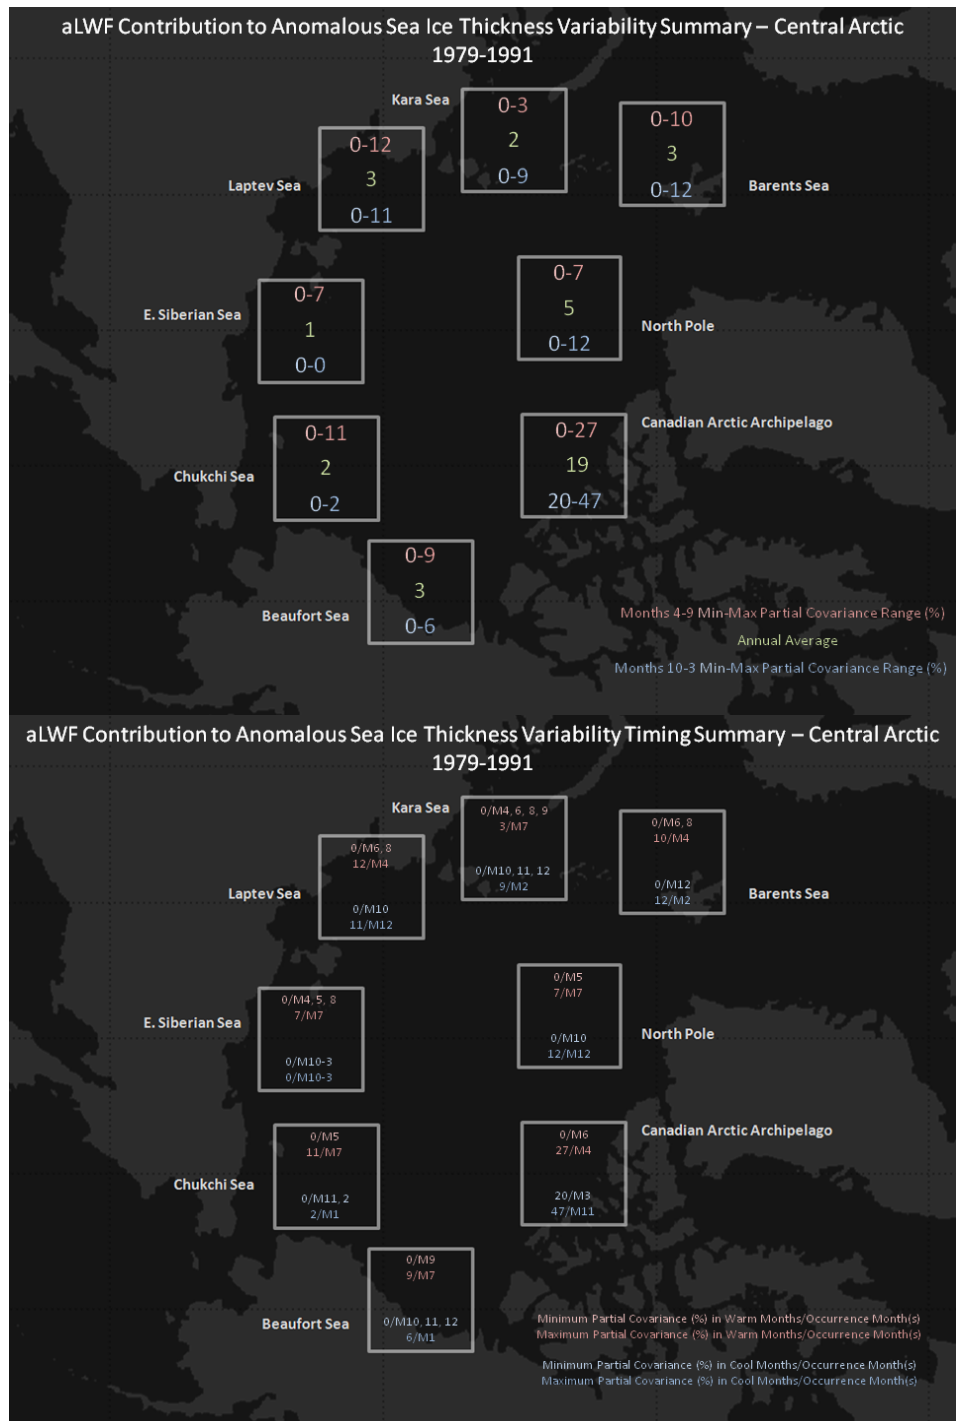 aLWF Contribution to Anomalous Sea Ice Thickness Variability Summary – Central Arctic
1979-1991
Kara Sea
0-3
2
0-9
0-10
3
0-12
Barents Sea
0-12
3
0-11
Laptev Sea
0-7
1
0-0
E. Siberian Sea
0-7
5
0-12
North Pole
0-11
2
0-2
Chukchi Sea
Canadian Arctic Archipelago
0-27
19
20-47
0-9
3
0-6
Beaufort Sea
Months 4-9 Min-Max Partial Covariance Range (%)
Annual Average
Months 10-3 Min-Max Partial Covariance Range (%)
aLWF Contribution to Anomalous Sea Ice Thickness Variability Timing Summary – Central Arctic
1979-1991
Kara Sea
0/M4, 6, 8, 9
3/M7
0/M10, 11, 12
9/M2
0/M6, 8
10/M4
0/M12
12/M2
Barents Sea
0/M6, 8
12/M4
0/M10
11/M12
Laptev Sea
0/M4, 5, 8
7/M7
0/M10-3
0/M10-3
E. Siberian Sea
0/M5
7/M7
0/M10
12/M12
North Pole
0/M5
11/M7
0/M11, 2
2/M1
Chukchi Sea
Canadian Arctic Archipelago
0/M6
27/M4
20/M3
47/M11
0/M9
9/M7
0/M10, 11, 12
6/M1
Beaufort Sea
Minimum Partial Covariance (%) in Warm Months/Occurrence Month(s)
Maximum Partial Covariance (%) in Warm Months/Occurrence Month(s)
Minimum Partial Covariance (%) in Cool Months/Occurrence Month(s)
Maximum Partial Covariance (%) in Cool Months/Occurrence Month(s)